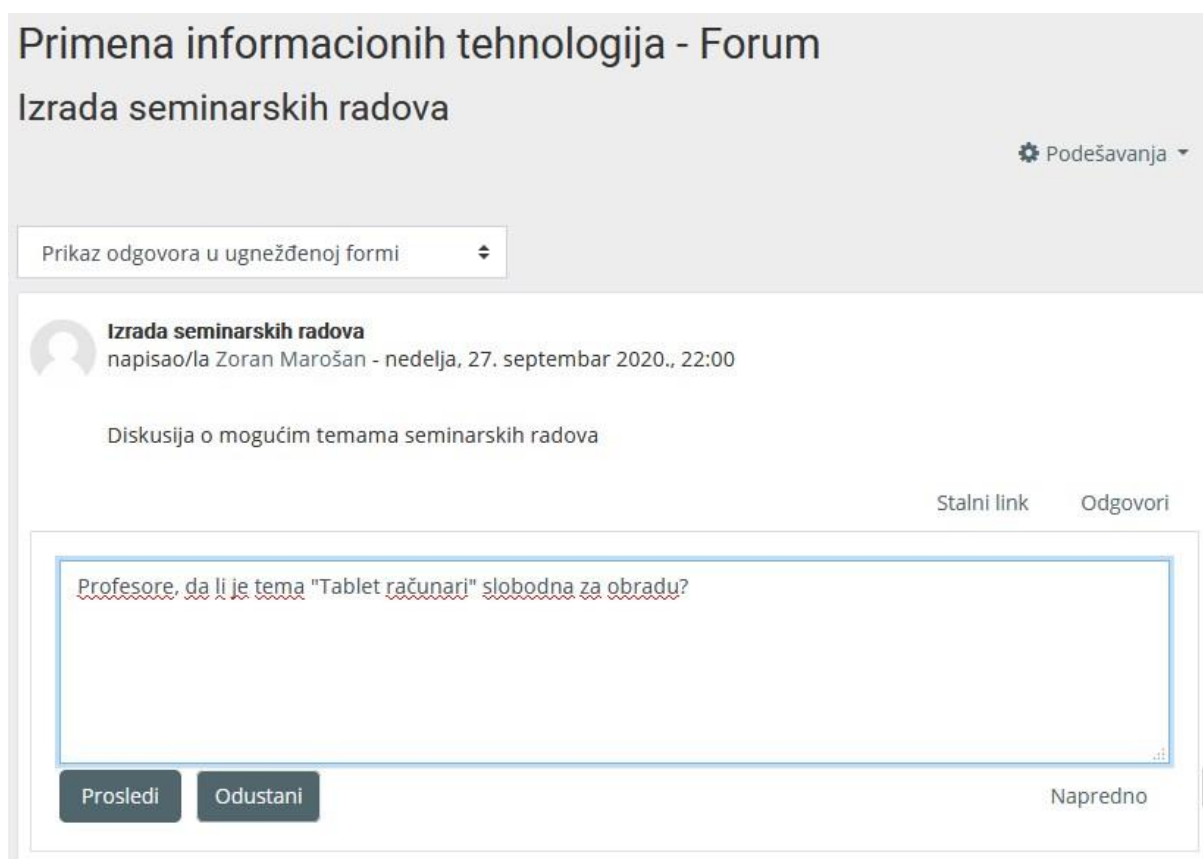 Primena informacionih tehnologija - Forum
Izrada seminarskih radova
Podešavanja
Prikaz odgovora u ugnežđenoj formi
Izrada seminarskih radova
napisao/la Zoran Marošan - nedelja, 27. septembar 2020., 22:00
Diskusija o mogućim temama seminarskih radova
Stalni link Odgovori
Profesore, da li je tema "Tablet računari" slobodna za obradu?
Prosledi Odustani Napredno